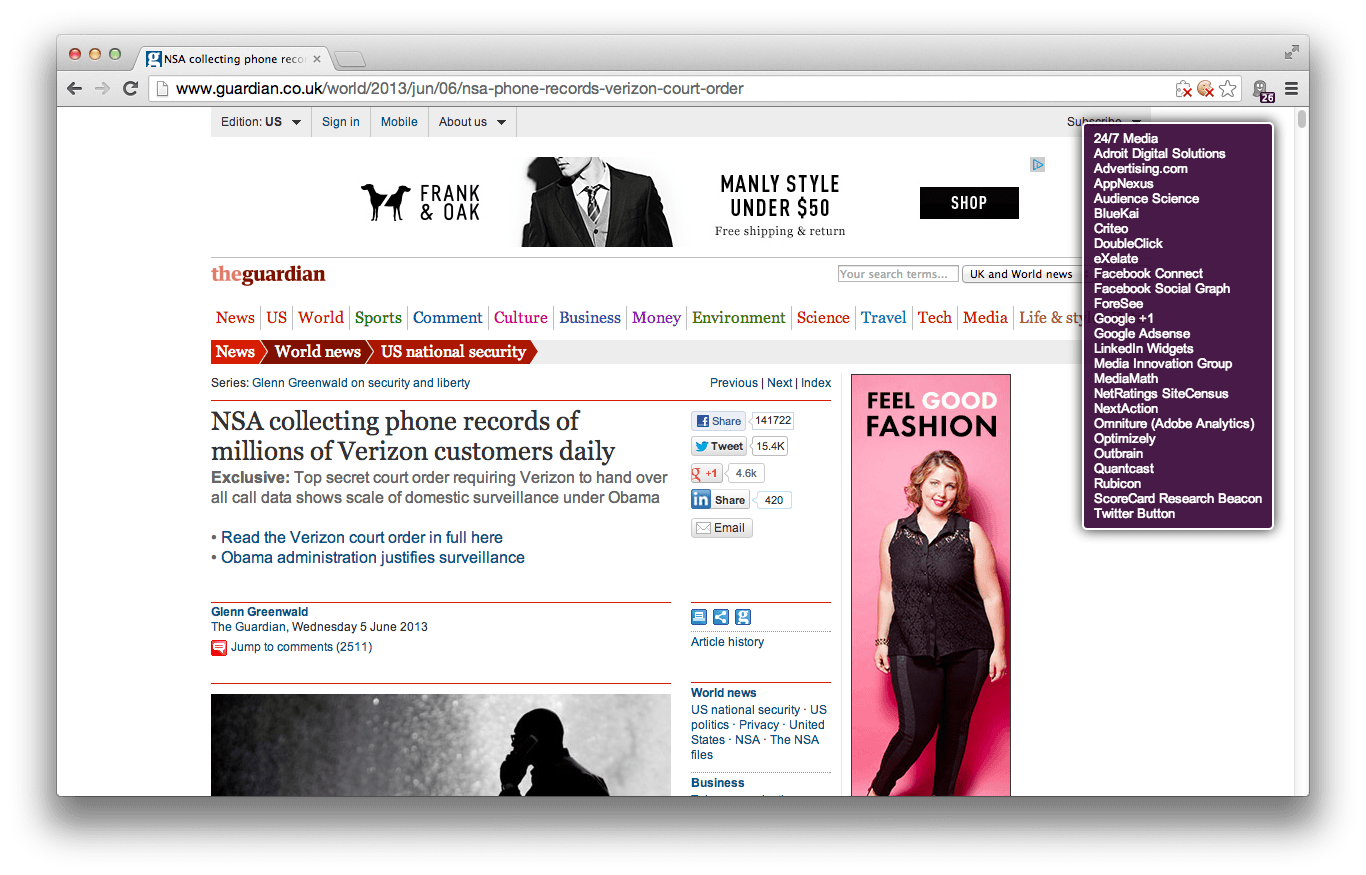 NSA collecting phone reco
www.guardian.co.uk/world/2013/jun/06/nsa-phone-records-verizon-court-order
26
Edition: US
Sign in
Mobile
About us
Subscribe
FRANK
& OAK
MANLY STYLE
UNDER $50
Free shipping & return
SHOP
theguardian
Your search terms...
UK and World news
News
US
World
Sports
Comment
Culture
Business
Money
Environment
Science
Travel
Tech
Media
Life & styl
News
World news
US national security
Series: Glenn Greenwald on security and liberty
Previous | Next | Index
NSA collecting phone records of
millions of Verizon customers daily
Exclusive: Top secret court order requiring Verizon to hand over
all call data shows scale of domestic surveillance under Obama
• Read the Verizon court order in full here
• Obama administration justifies surveillance
Share 141722
Tweet 15.4K
+1 4.6k
in Share 420
Email
Glenn Greenwald
The Guardian, Wednesday 5 June 2013
Jump to comments (2511)
Article history
World news
US national security · US
politics · Privacy · United
States · NSA · The NSA
files
Business
FEEL GOOD
FASHION
24/7 Media
Adroit Digital Solutions
Advertising.com
AppNexus
Audience Science
BlueKai
Criteo
DoubleClick
eXelate
Facebook Connect
Facebook Social Graph
ForeSee
Google +1
Google Adsense
LinkedIn Widgets
Media Innovation Group
MediaMath
NetRatings SiteCensus
NextAction
Omniture (Adobe Analytics)
Optimizely
Outbrain
Quantcast
Rubicon
ScoreCard Research Beacon
Twitter Button